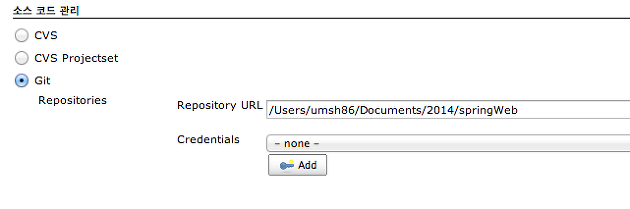 소스 코드 관리
CVS
CVS Projectset
Git
Repositories
Repository URL /Users/umsh86/Documents/2014/springWeb
Credentials
- none -
Add